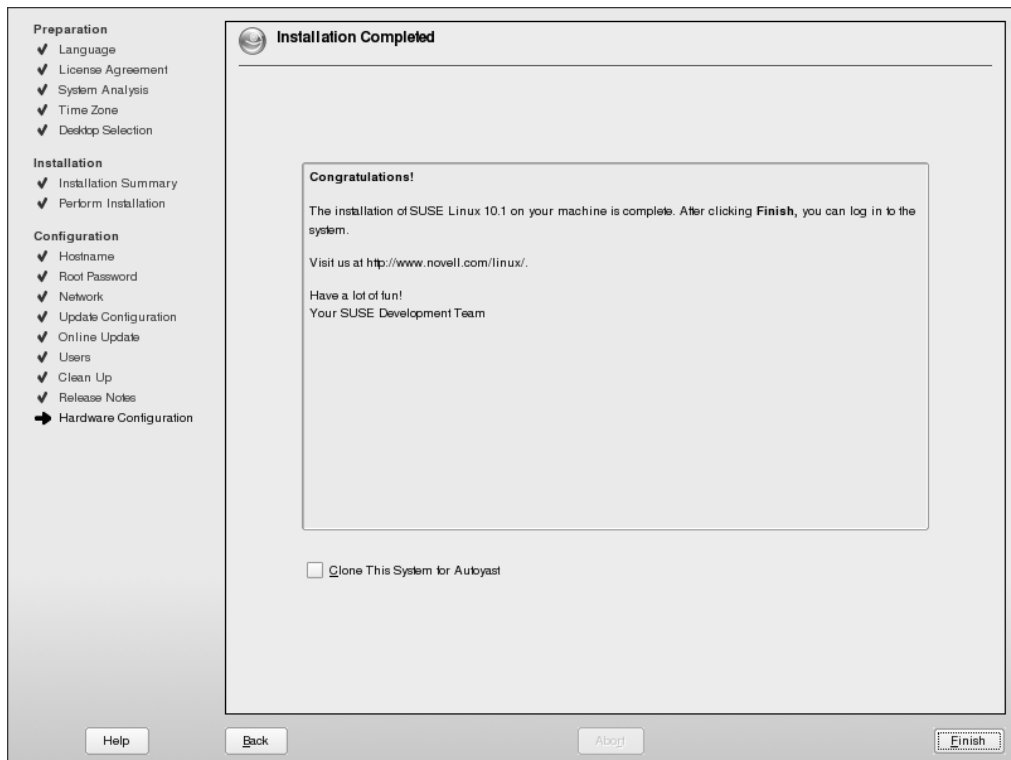 Preparation
Language
License Agreement
System Analysis
Time Zone
Desktop Selection
Installation
Installation Summary
Perform Installation
Configuration
Hostname
Root Password
Network
Update Configuration
Online Update
Users
Clean Up
Release Notes
Hardware Configuration
Installation Completed
Congratulations!
The installation of SUSE Linux 10.1 on your machine is complete. After clicking Finish, you can log in to the
system.
Visit us at http://www.novell.com/linux/.
Have a lot of fun!
Your SUSE Development Team
Clone This System for Autoyast
Help
Back
Abort
Finish